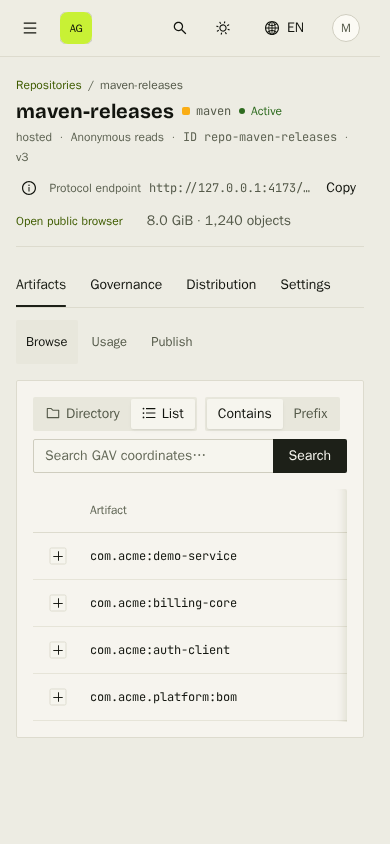 AG EN M
Repositories / maven-releases
maven-releases maven Active
hosted · Anonymous reads · ID repo-maven-releases ·
v3
Protocol endpoint http://127.0.0.1:4173/… Copy
Open public browser 8.0 GiB · 1,240 objects
Artifacts Governance Distribution Settings
Browse Usage Publish
Directory List Contains Prefix
Search GAV coordinates··· Search
Artifact
com.acme:demo-service
com.acme:billing-core
com.acme:auth-client
com.acme.platform:bom